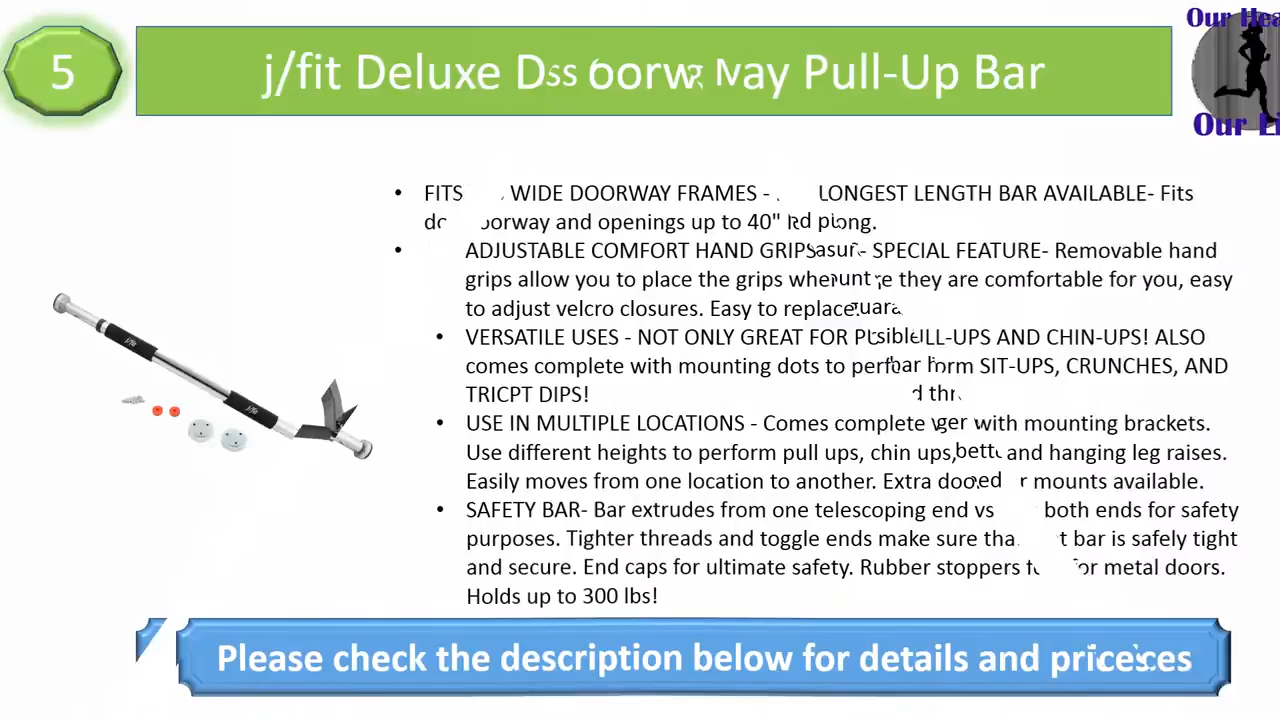 5
j/fit Deluxe Doorway Pull-Up Bar
Our
Our
• FITS WIDE DOORWAY FRAMES - LONGEST LENGTH BAR AVAILABLE- Fits
and openings up to 40"
• ADJUSTABLE COMFORT HAND GRIPS - SPECIAL FEATURE- Removable hand
grips allow you to place the grips where they are comfortable for you, easy
to adjust velcro closures. Easy to replace.
• VERSATILE USES - NOT ONLY GREAT FOR PULL-UPS AND CHIN-UPS! ALSO
comes complete with mounting dots to perform SIT-UPS, CRUNCHES, AND
TRICPT DIPS!
• USE IN MULTIPLE LOCATIONS - Comes complete with mounting brackets.
Use different heights to perform pull ups, chin ups, and hanging leg raises.
Easily moves from one location to another. Extra door mounts available.
• SAFETY BAR- Bar extrudes from one telescoping end vs both ends for safety
purposes. Tighter threads and toggle ends make sure that bar is safely tight
and secure. End caps for ultimate safety. Rubber stoppers for metal doors.
Holds up to 300 lbs!
Please check the description below for details and prices